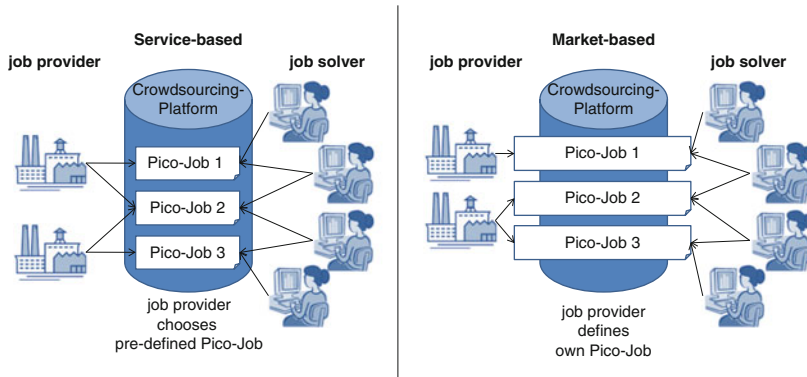 Service-based
job provider
job solver
Crowdsourcing-
Platform
Pico-Job 1
Pico-Job 2
Pico-Job 3
job provider
chooses
pre-defined Pico-Job
Market-based
job provider
job solver
Crowdsourcing-
Platform
Pico-Job 1
Pico-Job 2
Pico-Job 3
job provider
defines
own Pico-Job